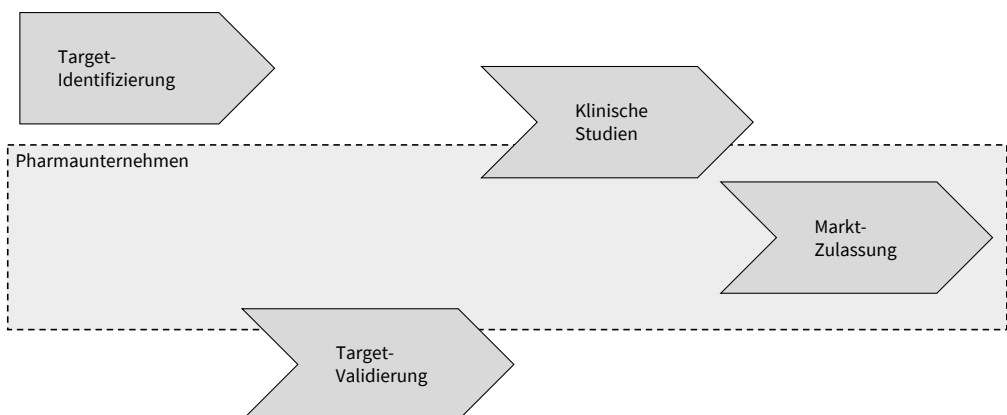 Target-
Identifizierung
Klinische
Studien
Pharmaunternehmen
Markt-
Zulassung
Target-
Validierung